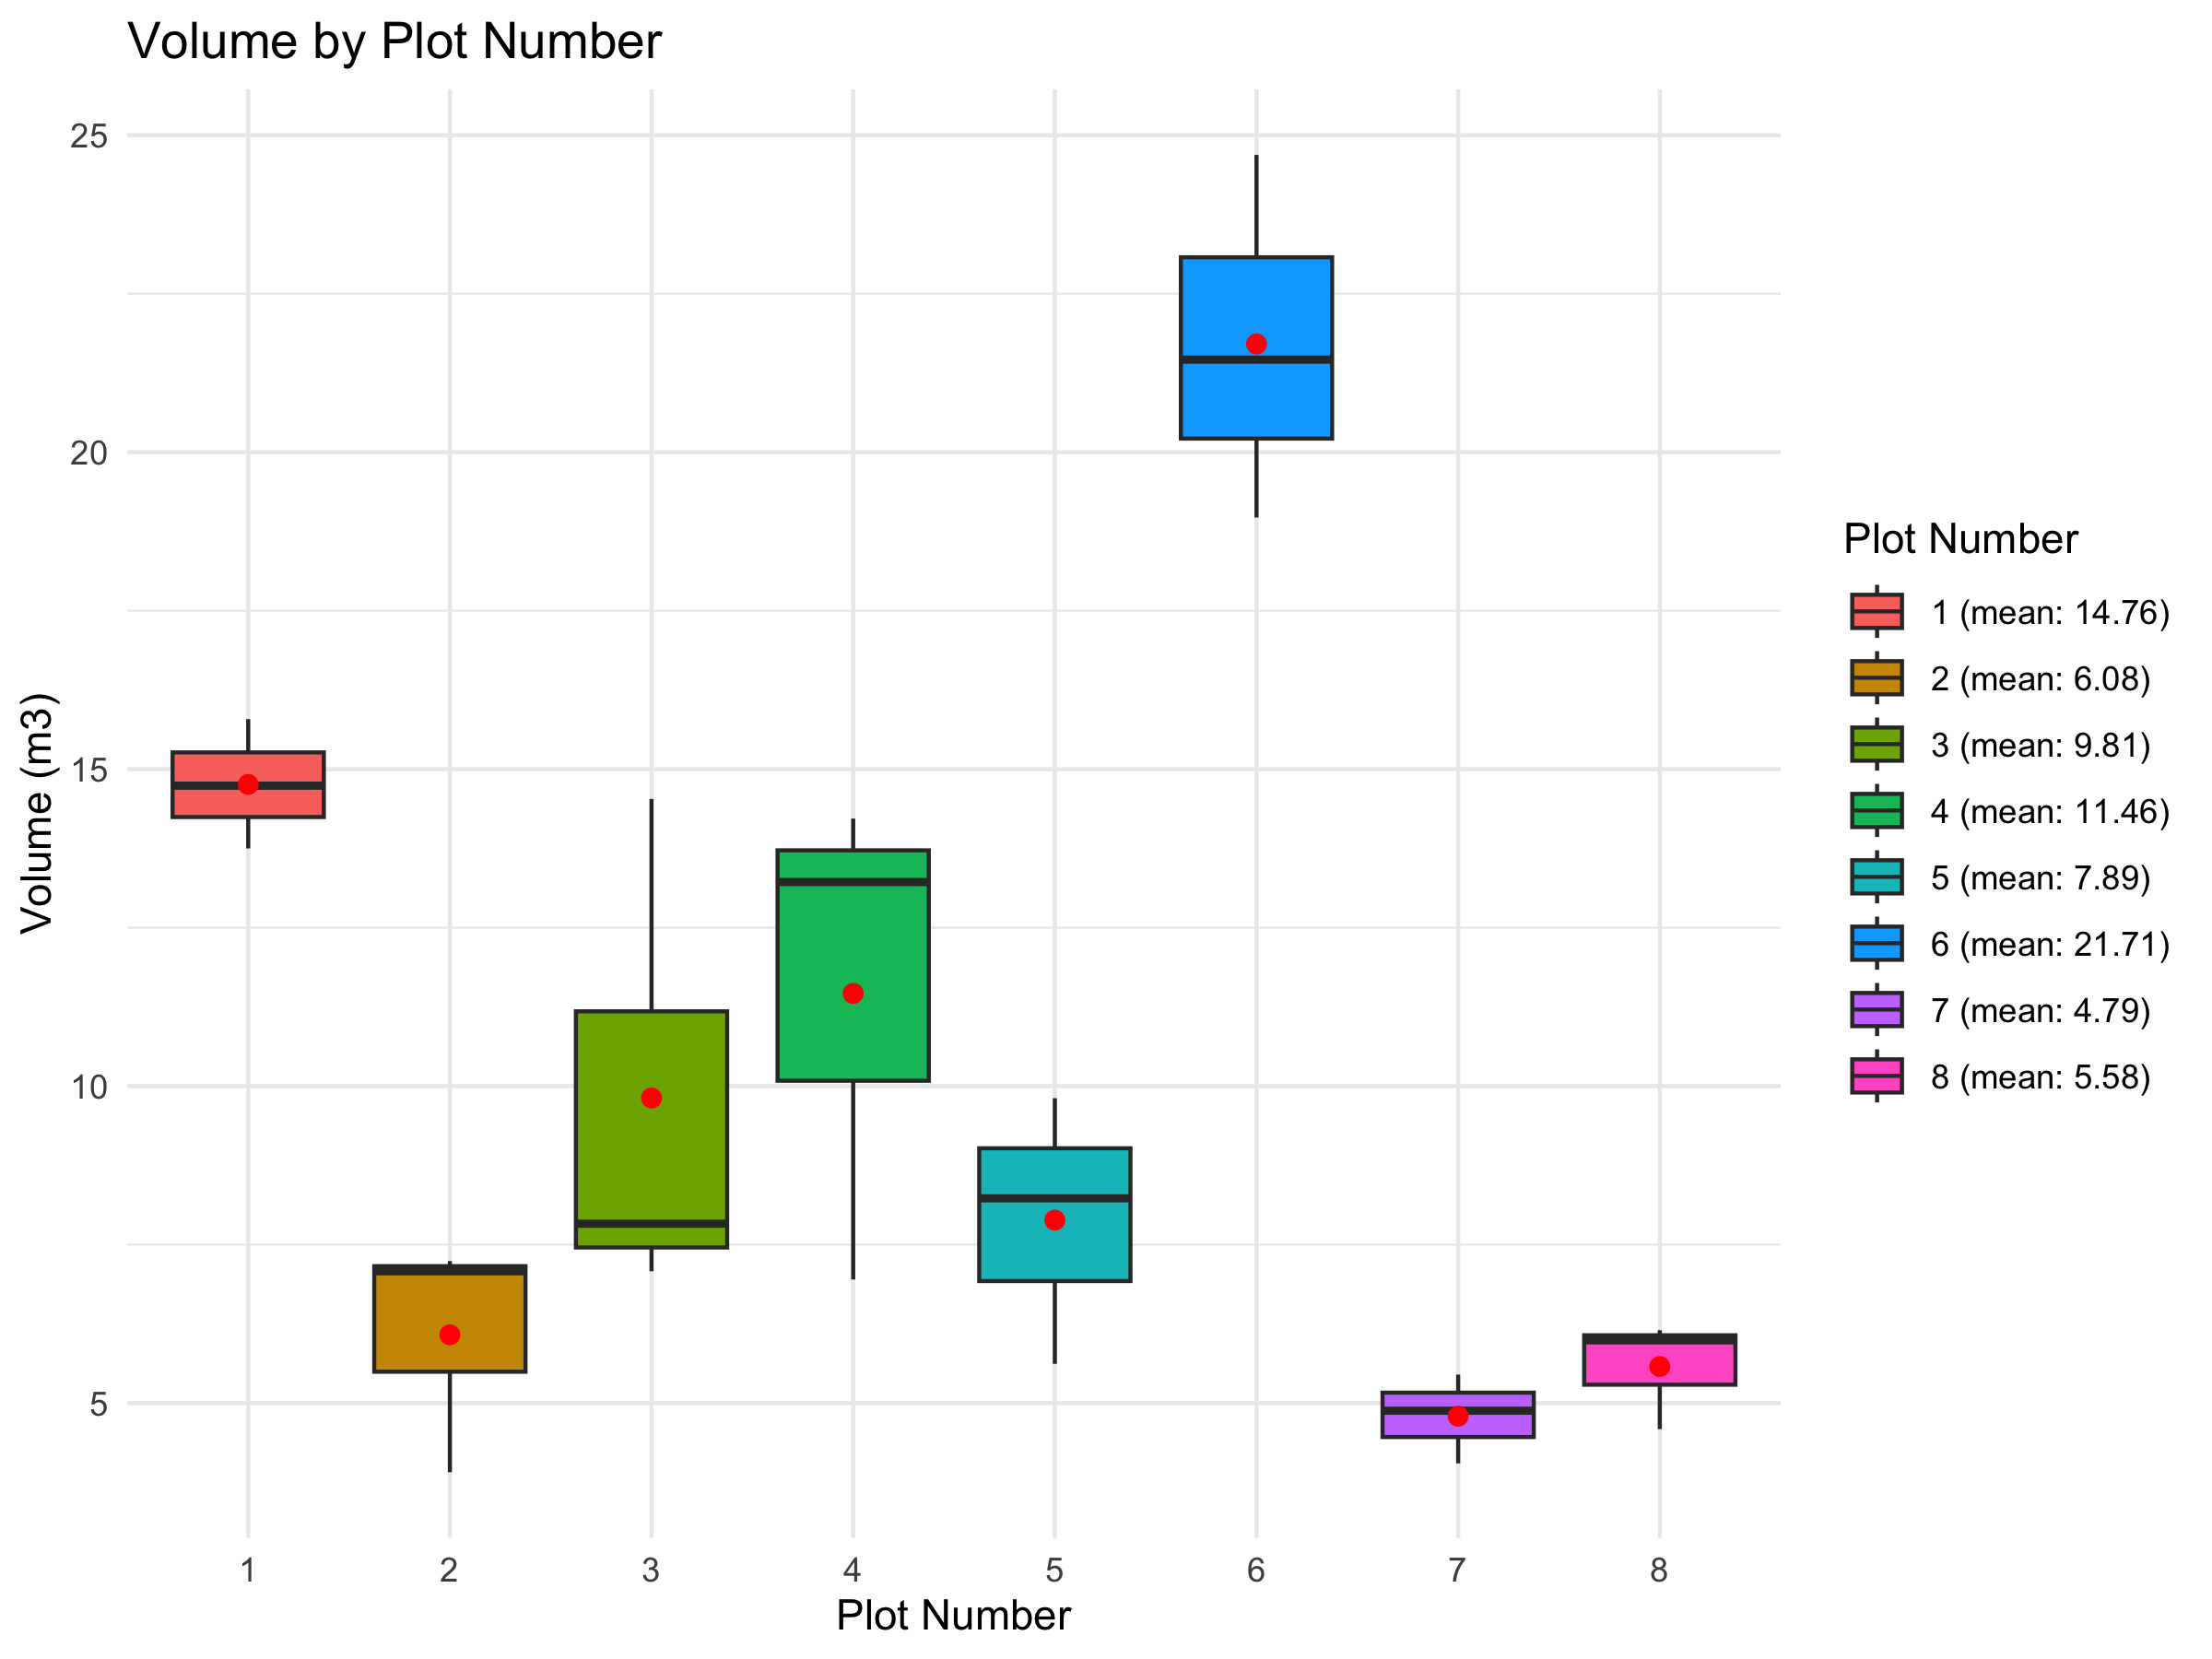 Volume by Plot Number
Volume (m3)
25
20
15
10
5
1 2 3 4 5 6 7 8
Plot Number
Plot Number
1 (mean: 14.76)
2 (mean: 6.08)
3 (mean: 9.81)
4 (mean: 11.46)
5 (mean: 7.89)
6 (mean: 21.71)
7 (mean: 4.79)
8 (mean: 5.58)